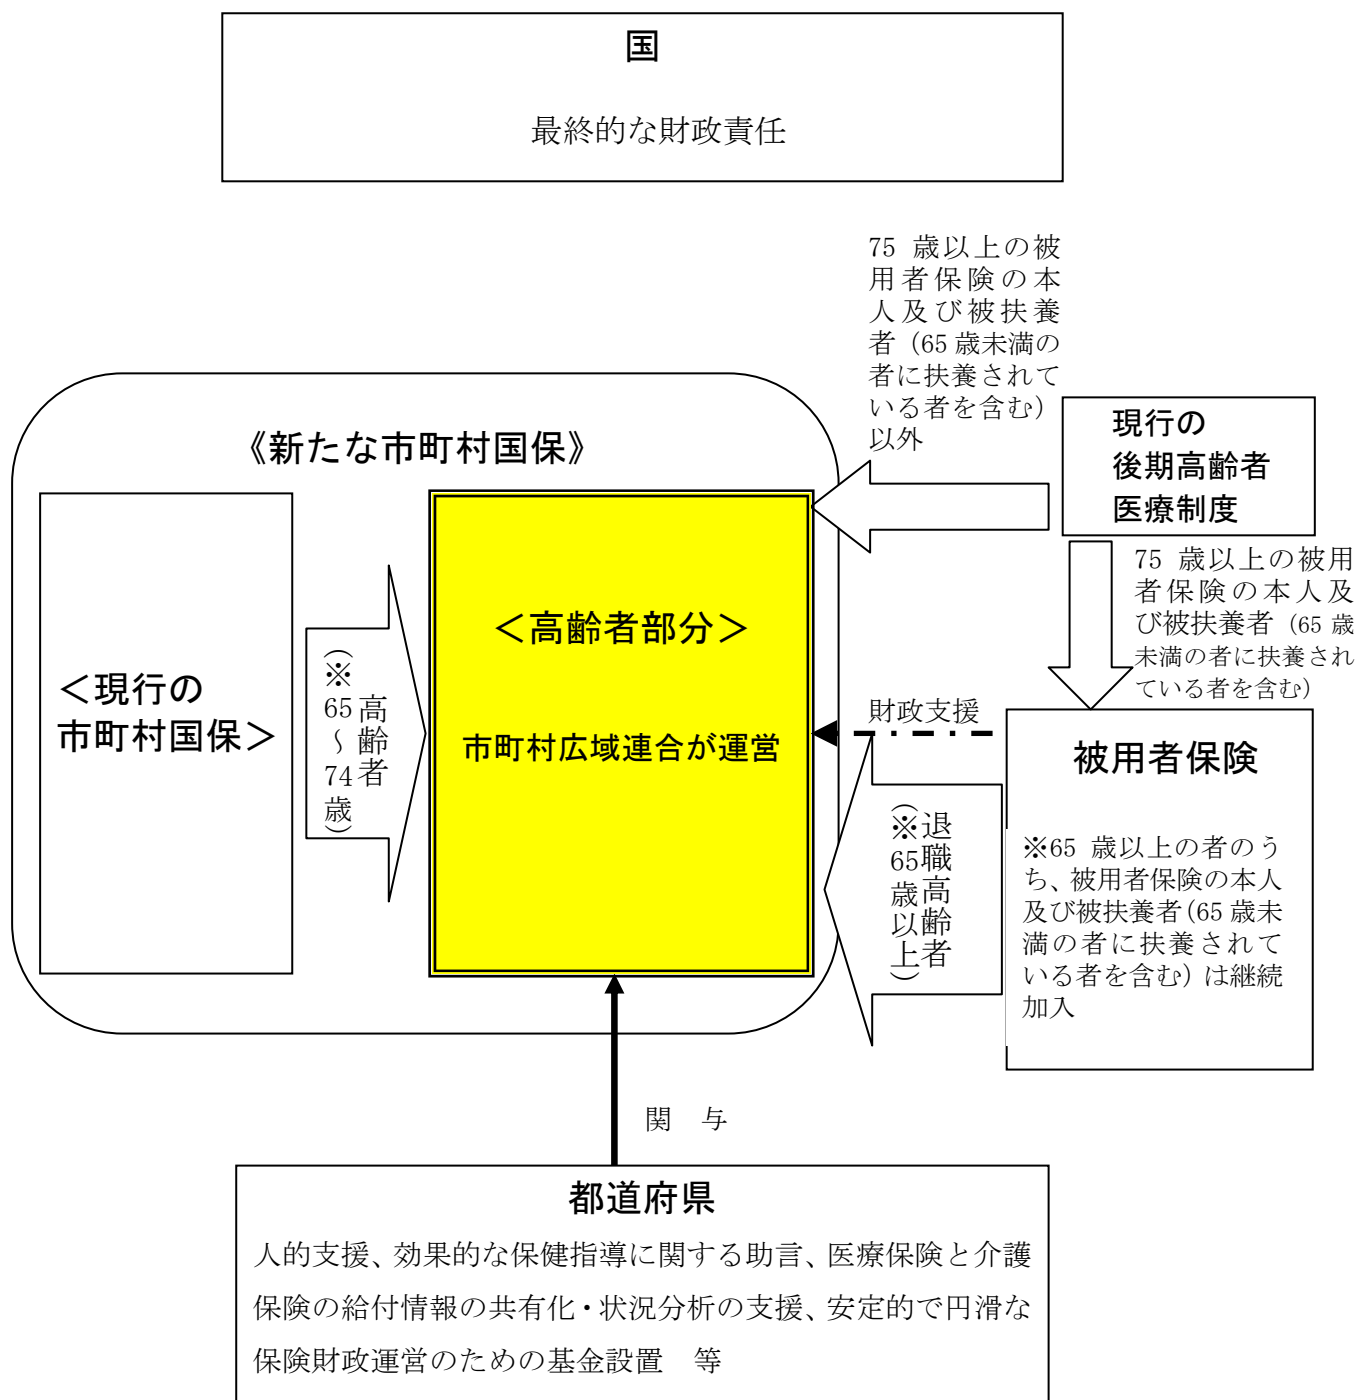 国
最終的な財政責任
75 歳以上の被
用者保険の本
人及び被扶養
者（65 歳未満の
者に扶養されて
いる者を含む）
以外
現行の
後期高齢者
医療制度
75 歳以上の被用
者保険の本人及
び被扶養者（65 歳
未満の者に扶養され
ている者を含む）
《新たな市町村国保》
＜現行の
市町村国保＞
高齢者
（※65～74歳）
＜高齢者部分＞
市町村広域連合が運営
財政支援
退職高齢者
（※65歳以上）
被用者保険
※65 歳以上の者のう
ち、被用者保険の本人
及び被扶養者（65 歳未
満の者に扶養されて
いる者を含む）は継続
加入
関　与
都道府県
人的支援、効果的な保健指導に関する助言、医療保険と介護
保険の給付情報の共有化・状況分析の支援、安定的で円滑な
保険財政運営のための基金設置　等